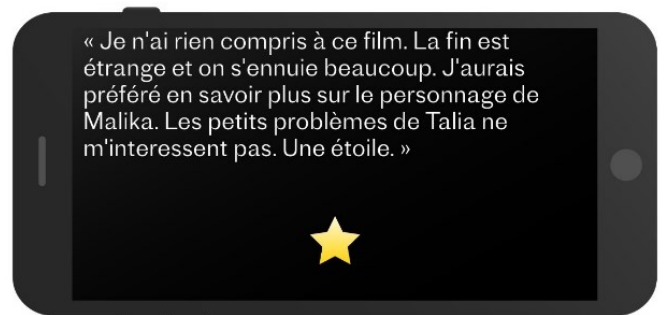 « Je n'ai rien compris à ce film. La fin est
étrange et on s'ennuie beaucoup. J'aurais
préféré en savoir plus sur le personnage de
Malika. Les petits problèmes de Talia ne
m'interessent pas. Une étoile. »